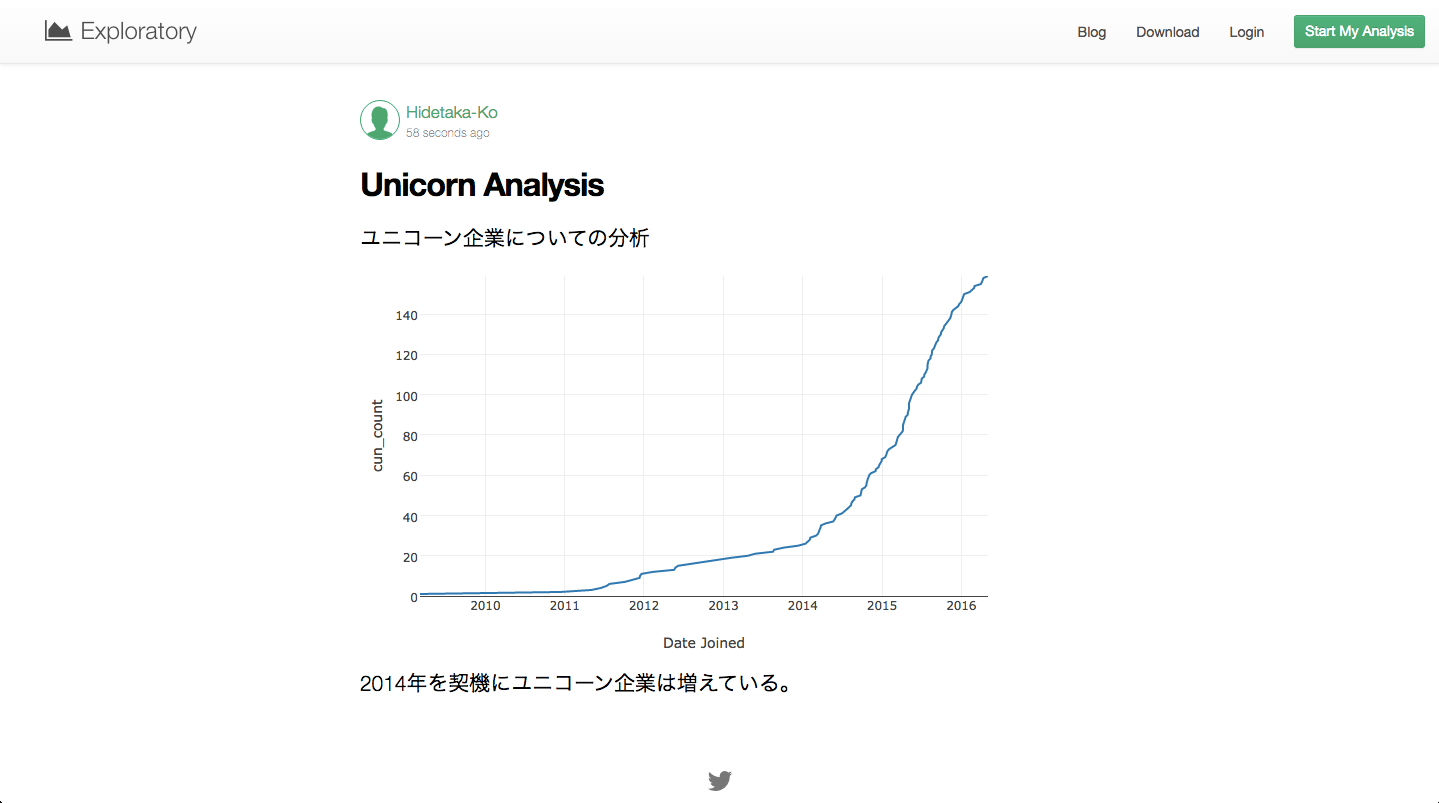 Exploratory
Blog
Download
Login
Start My Analysis
Hidetaka-Ko
58 seconds ago
Unicorn Analysis
ユニコーン企業についての分析
cun_count
140
120
100
80
60
40
20
0
2010 2011 2012 2013 2014 2015 2016
Date Joined
2014年を契機にユニコーン企業は増えている。